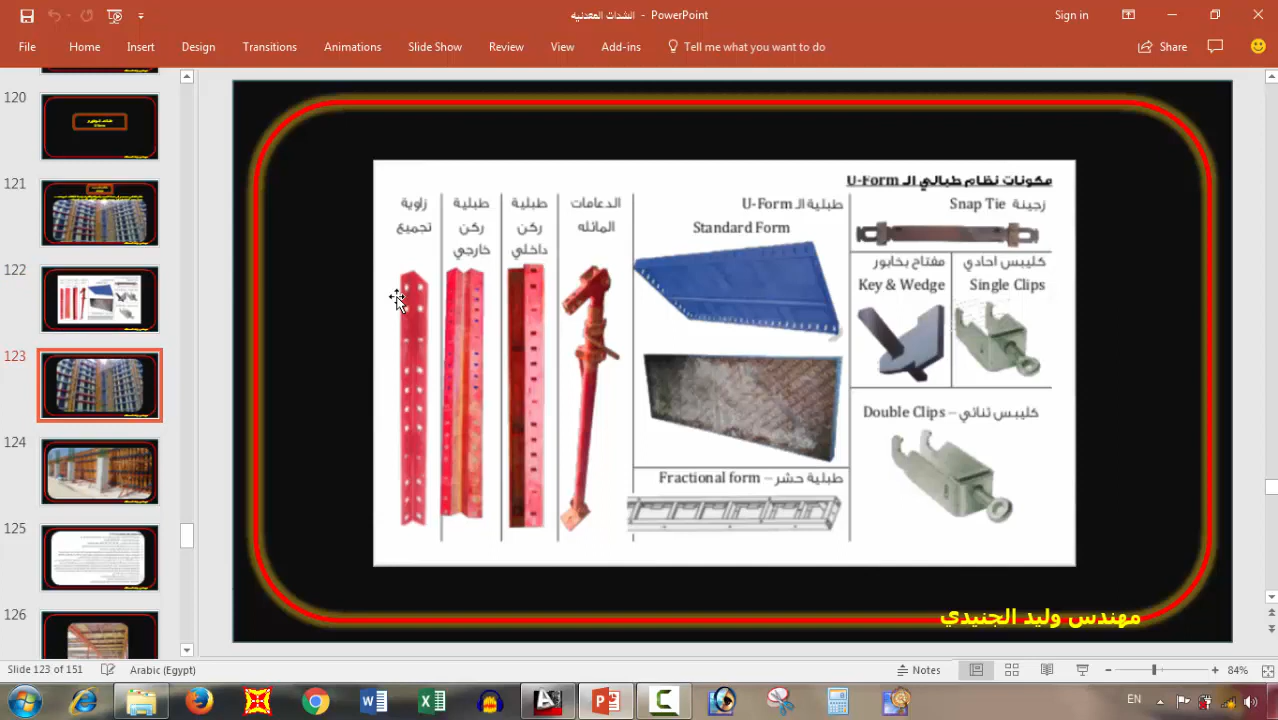 الشدات المعدنيه - PowerPoint
Sign in
File Home Insert Design Transitions Animations Slide Show Review View Add-ins Tell me what you want to do Share
120
121
122
123
124
125
126
مكونات نظام طبالي الـ U-Form
زاوية تجميع
طبلية ركن خارجي
طبلية ركن داخلي
الدعامات المائله
طبلية الـ U-Form
Standard Form
طبلية حشر – Fractional form
زجينة Snap Tie
مفتاح بخابور
Key & Wedge
كليبس احادي
Single Clips
كليبس ثنائي – Double Clips
مهندس وليد الجنيدي
Slide 123 of 151 Arabic (Egypt) Notes 84%
EN